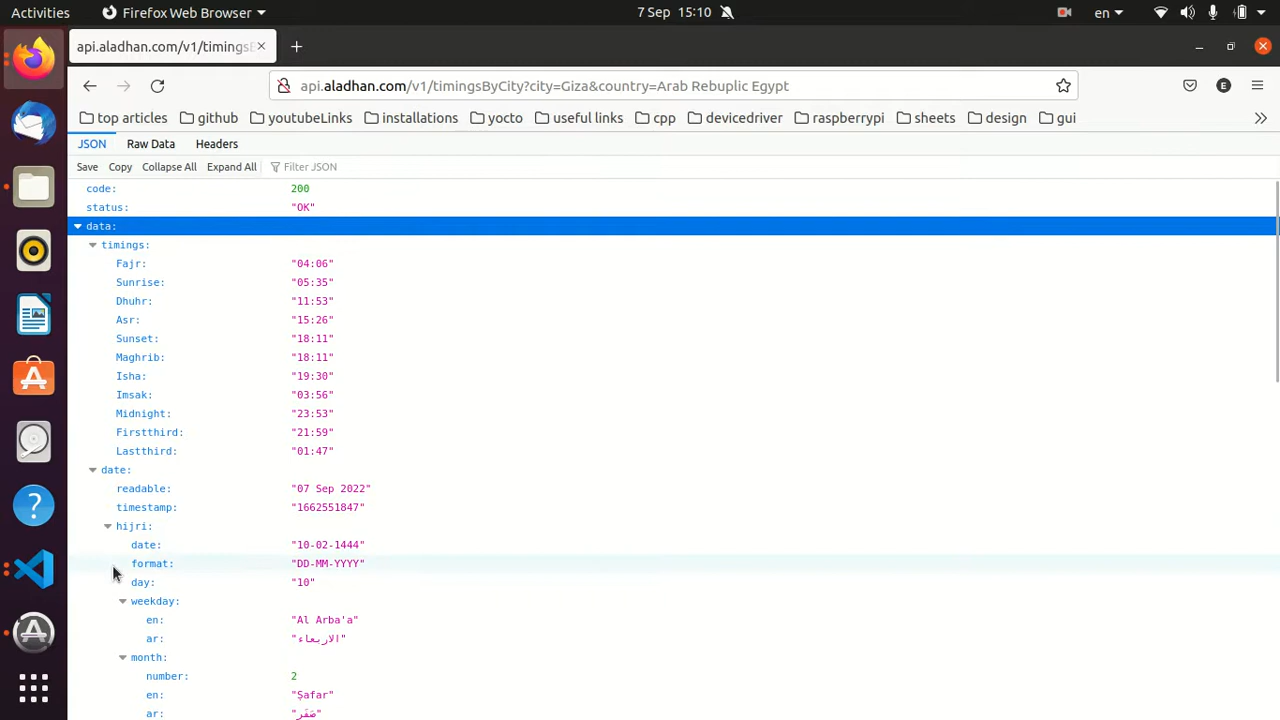 Activities Firefox Web Browser 7 Sep 15:10 en
api.aladhan.com/v1/timingsB
api.aladhan.com/v1/timingsByCity?city=Giza&country=Arab Rebuplic Egypt E
top articles github youtubeLinks installations yocto useful links cpp devicedriver raspberrypi sheets design gui
JSON Raw Data Headers
Save Copy Collapse All Expand All Filter JSON
code: 200
status: "OK"
data:
timings:
Fajr: "04:06"
Sunrise: "05:35"
Dhuhr: "11:53"
Asr: "15:26"
Sunset: "18:11"
Maghrib: "18:11"
Isha: "19:30"
Imsak: "03:56"
Midnight: "23:53"
Firstthird: "21:59"
Lastthird: "01:47"
date:
readable: "07 Sep 2022"
timestamp: "1662551847"
hijri:
date: "10-02-1444"
format: "DD-MM-YYYY"
day: "10"
weekday:
en: "Al Arba'a"
ar: "الاربعاء"
month:
number: 2
en: "Ṣafar"
ar: "صَفَر"